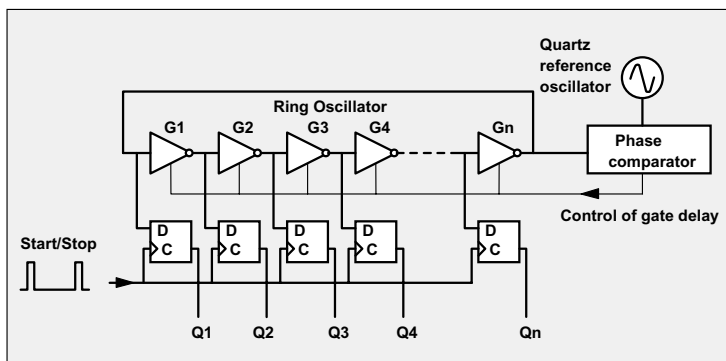 Quartz
reference
oscillator
Ring Oscillator
G1 G2 G3 G4 Gn
Phase
comparator
Control of gate delay
D D D D D
C C C C C
Start/Stop
Q1 Q2 Q3 Q4 Qn